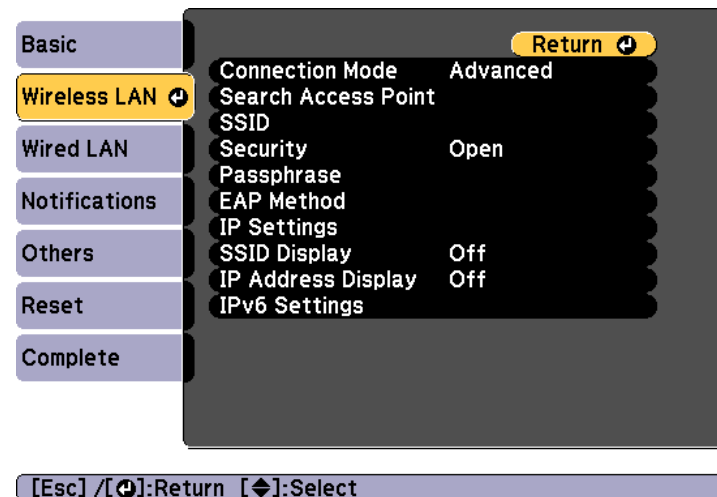 Basic
Wireless LAN
Wired LAN
Notifications
Others
Reset
Complete
Return
Connection Mode Advanced
Search Access Point
SSID
Security Open
Passphrase
EAP Method
IP Settings
SSID Display Off
IP Address Display Off
IPv6 Settings
[Esc] /[⏎]:Return [◆]:Select